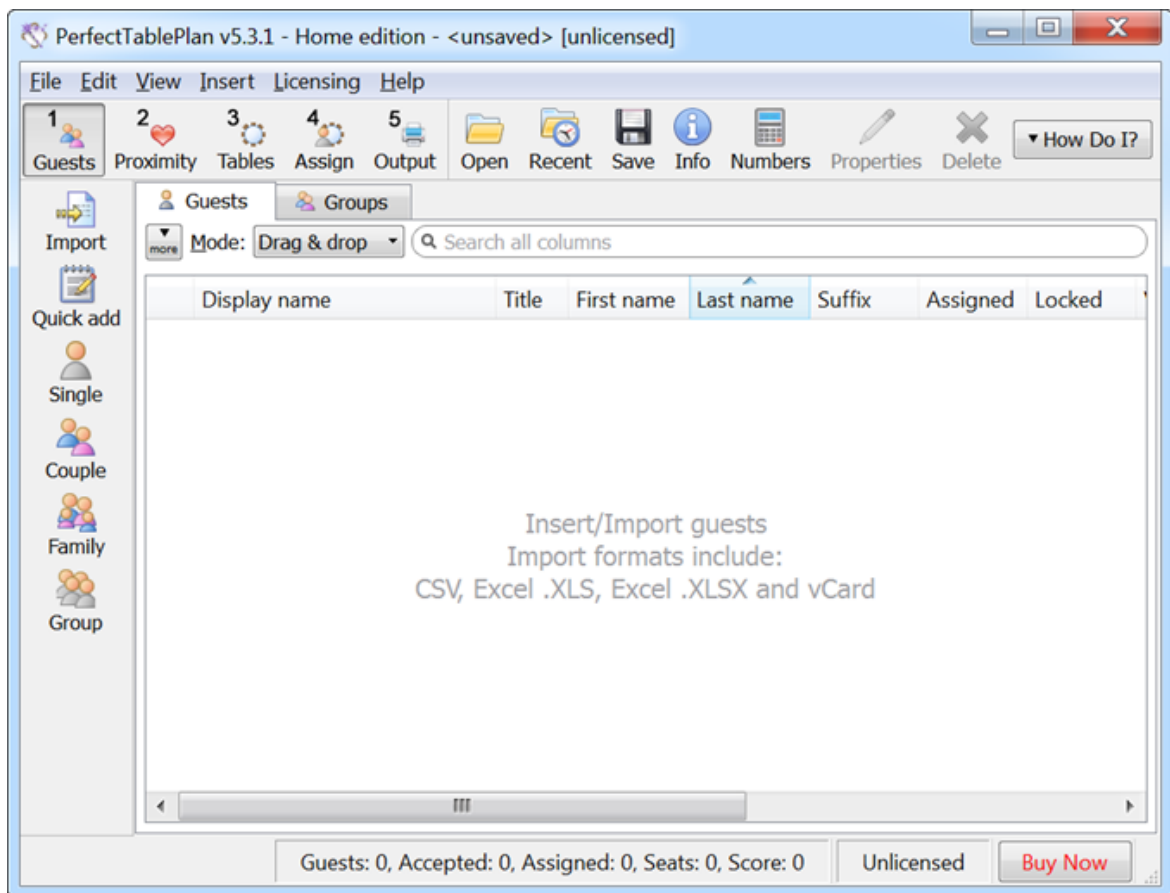 PerfectTablePlan v5.3.1 - Home edition - <unsaved> [unlicensed]
File Edit View Insert Licensing Help
1 2 3 4 5
Guests Proximity Tables Assign Output Open Recent Save Info Numbers Properties Delete ▾ How Do I?
Import
Quick add
Single
Couple
Family
Group
Guests Groups
more Mode: Drag & drop Search all columns
Display name Title First name Last name Suffix Assigned Locked
Insert/Import guests
Import formats include:
CSV, Excel .XLS, Excel .XLSX and vCard
Guests: 0, Accepted: 0, Assigned: 0, Seats: 0, Score: 0 Unlicensed Buy Now